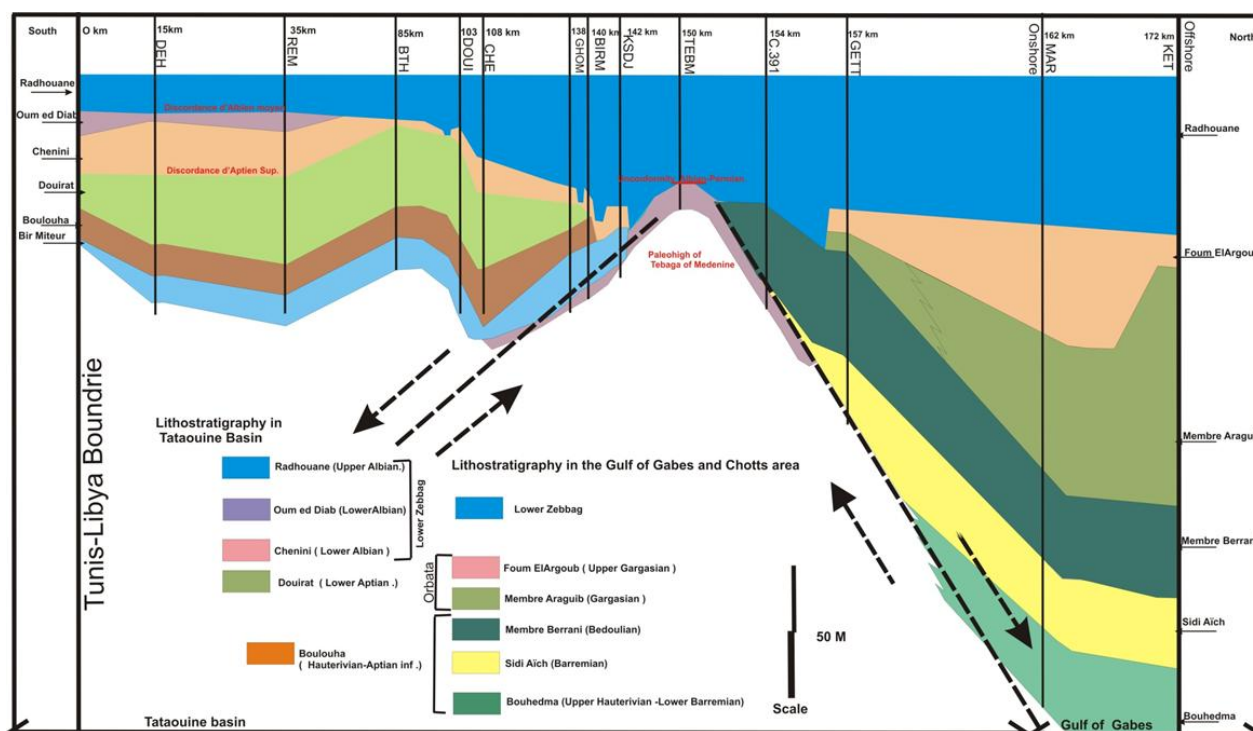 South
O km
15km
DEH
35km
REM
85km
BTH
103
DOUI
108 km
CHE
138
GHOM
140 km
BIRM
142 km
KSDJ
150 km
TEBM
154 km
C.391
157km
GETT
Onshore
162 km
MAR
172 km
KET
Offshore
North
Radhouane
Oum ed Diab
Chenini
Douirat
Boulouha
Bir Miteur
Discordance d'Albien moyen
Discordance d'Aptien Sup.
Unconformity Albian-Permian.
Paleohigh of
Tebaga of Medenine
Radhouane
Foum ElArgou
Membre Aragui
Membre Berran
Sidi Aïch
Bouhedma
Tunis-Libya Boundrie
Lithostratigraphy in
Tataouine Basin
Radhouane (Upper Albian.)
Oum ed Diab (LowerAlbian)
Chenini ( Lower Albian )
Lower Zebbag
Douirat ( Lower Aptian .)
Boulouha
( Hauterivian-Aptian inf .)
Lithostratigraphy in the Gulf of Gabes and Chotts area
Lower Zebbag
Orbata
Foum ElArgoub ( Upper Gargasian )
Membre Araguib (Gargasian )
Membre Berrani (Bedoulian)
Sidi Aïch (Barremian)
Bouhedma (Upper Hauterivian -Lower Barremian)
50 M
Scale
Tataouine basin
Gulf of Gabes